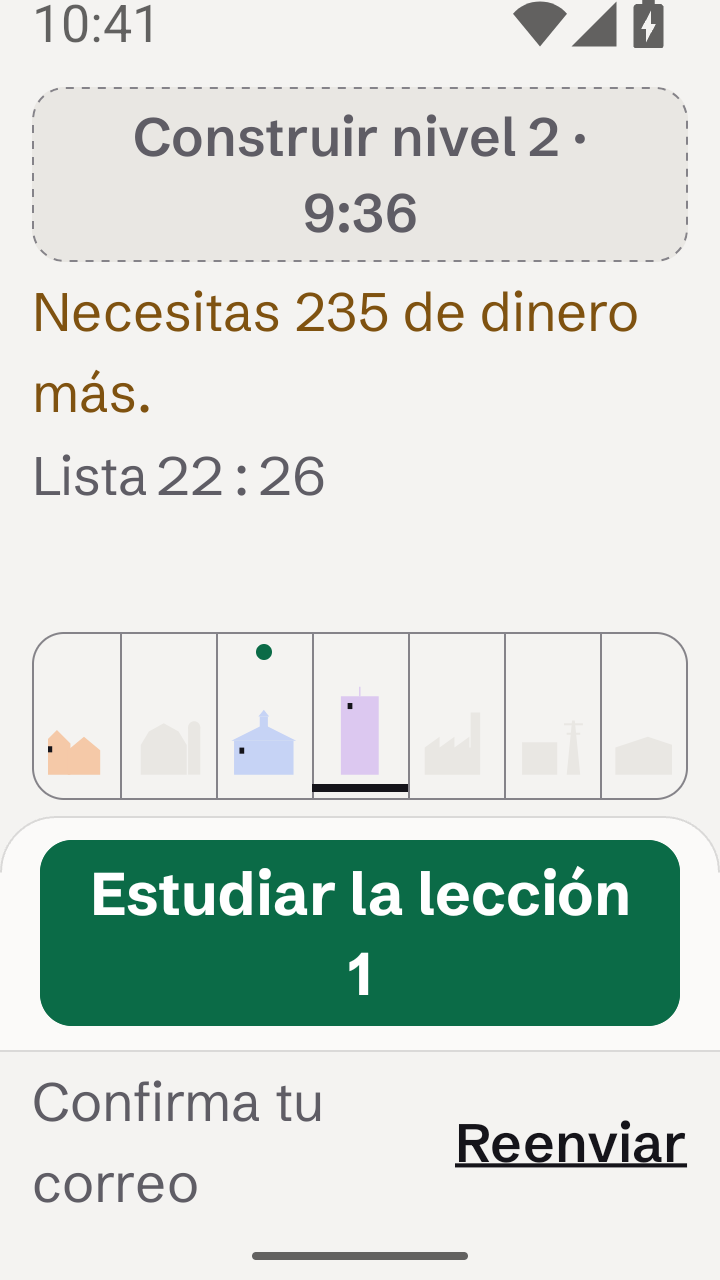 10:41
Construir nivel 2 ·
9:36
Necesitas 235 de dinero
más.
Lista 22:26
Estudiar la lección
1
Confirma tu
correo
Reenviar